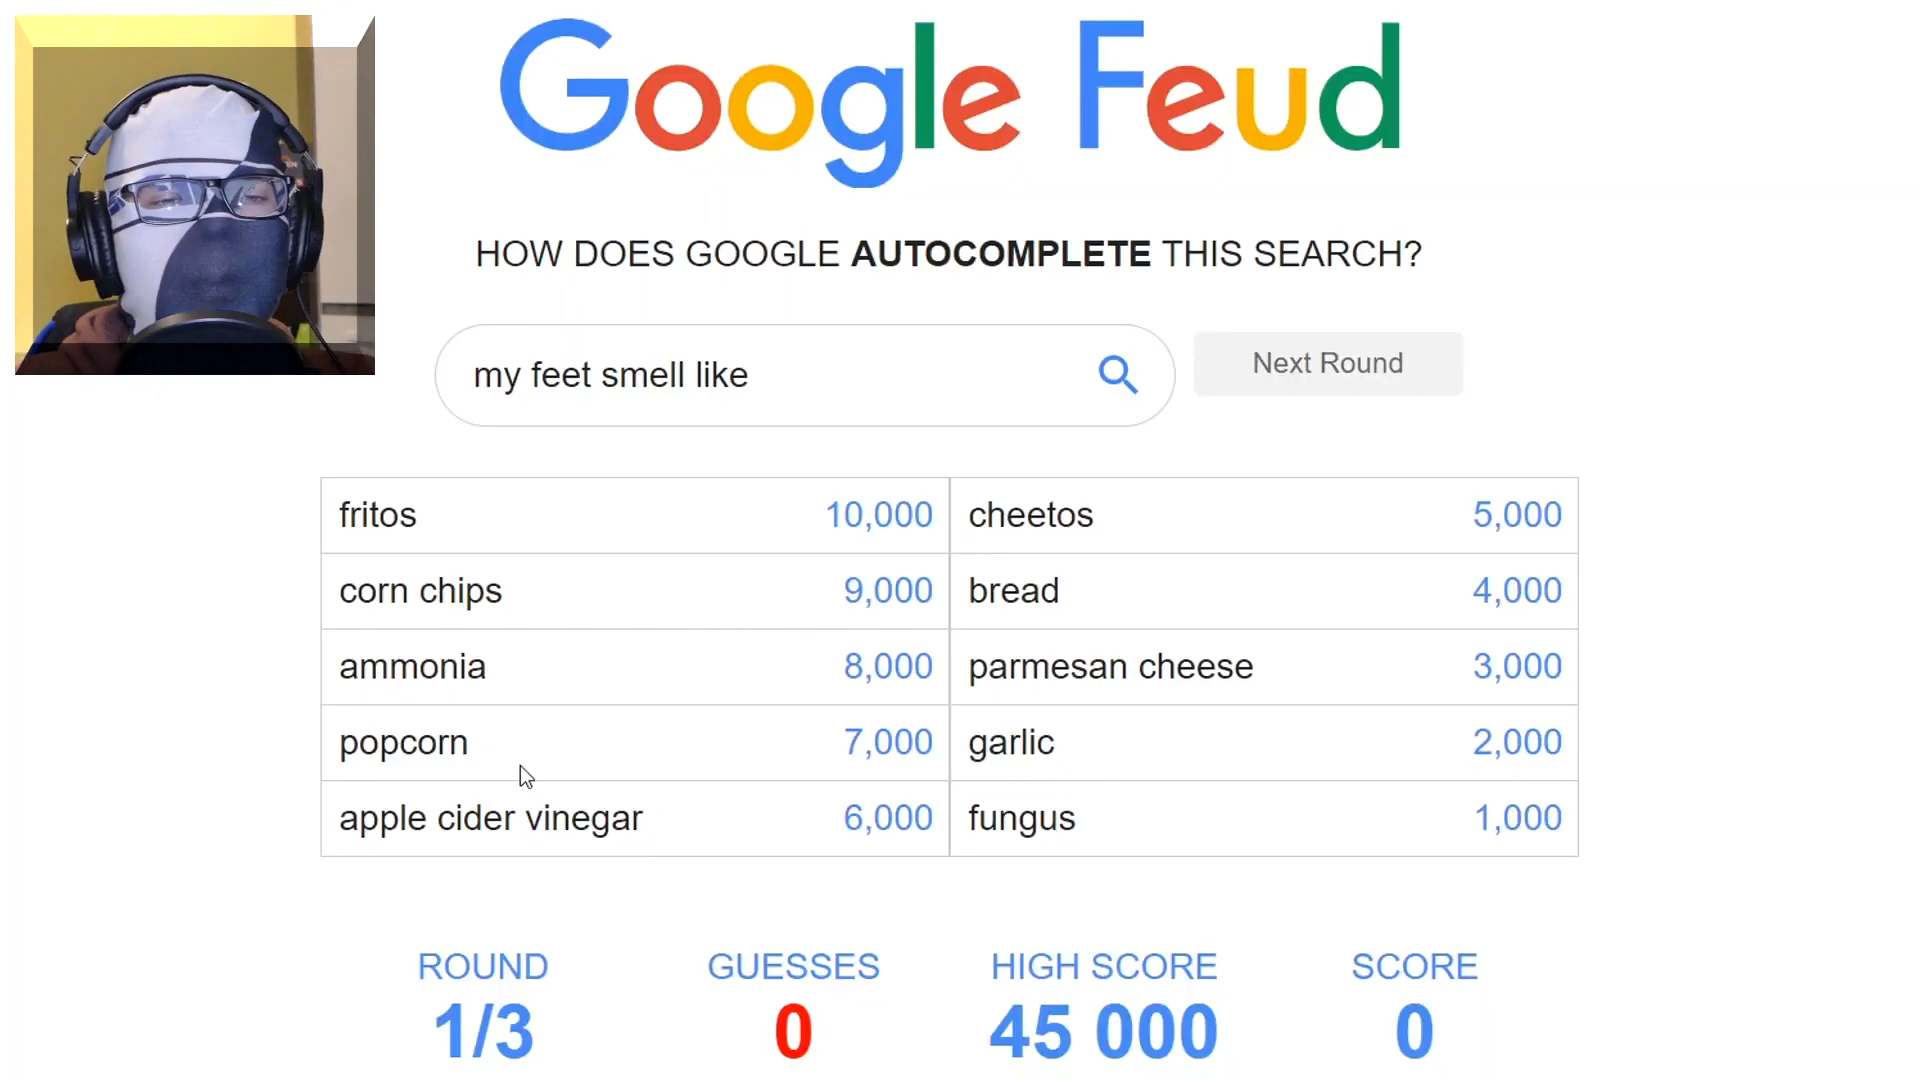 Google Feud
HOW DOES GOOGLE AUTOCOMPLETE THIS SEARCH?
my feet smell like
Next Round
fritos 10,000
cheetos 5,000
corn chips 9,000
bread 4,000
ammonia 8,000
parmesan cheese 3,000
popcorn 7,000
garlic 2,000
apple cider vinegar 6,000
fungus 1,000
ROUND
1/3
GUESSES
0
HIGH SCORE
45 000
SCORE
0